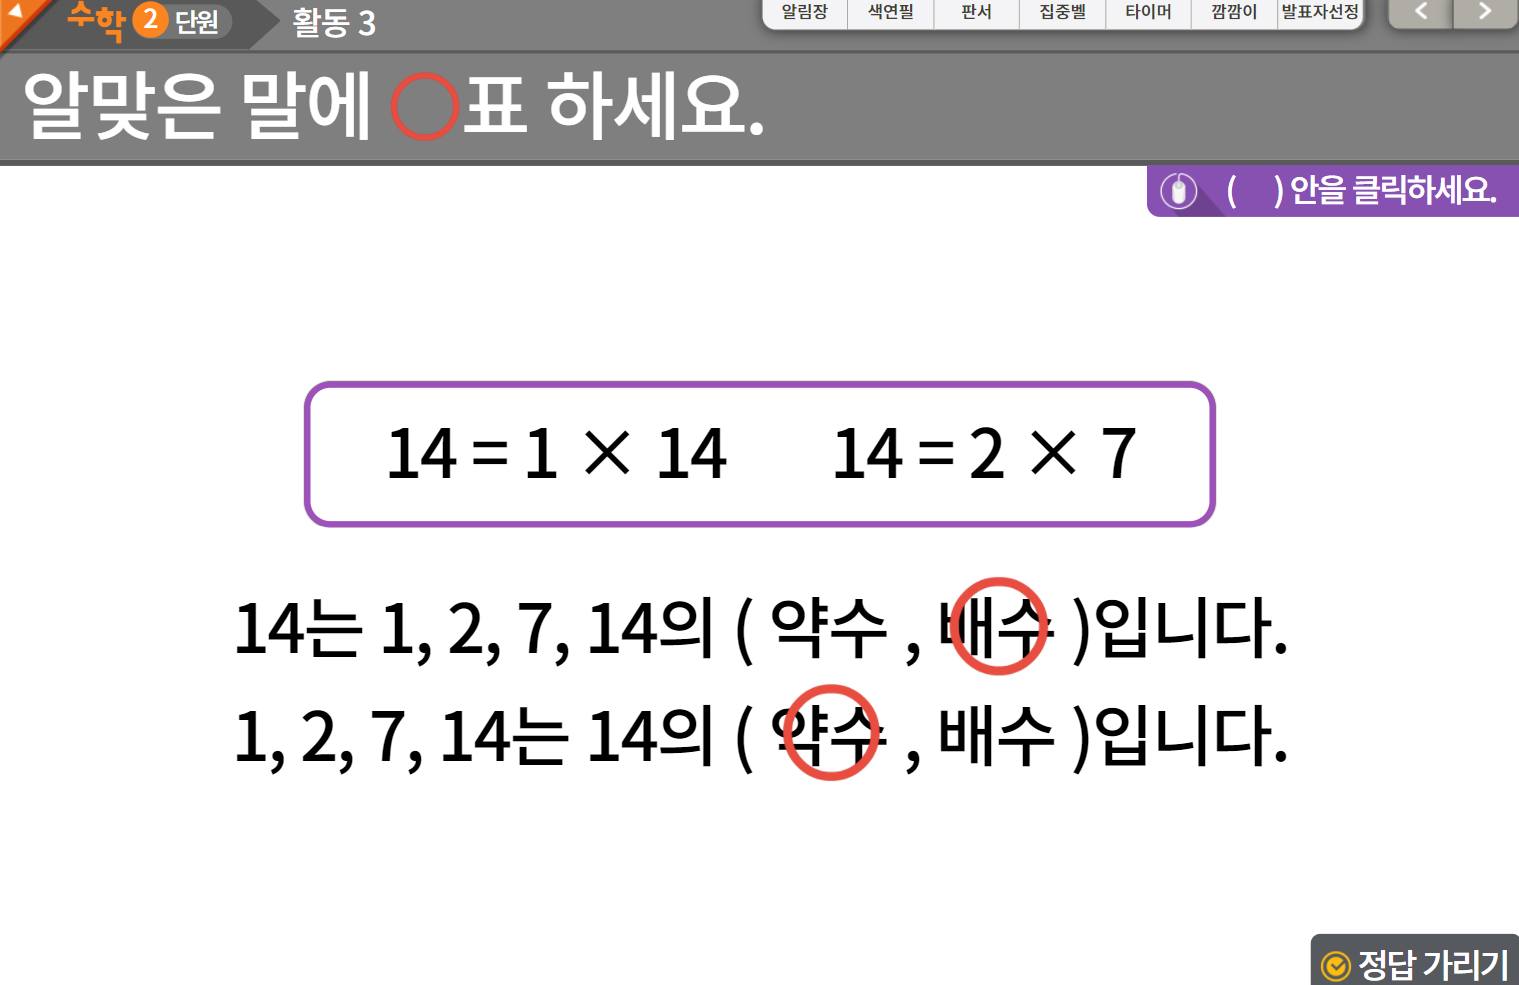 수학 2 단원 활동 3
알림장 색연필 판서 집중벨 타이머 깜깜이 발표자선정
알맞은 말에 ○표 하세요.
( ) 안을 클릭하세요.
14 = 1 × 14 14 = 2 × 7
14는 1, 2, 7, 14의 ( 약수 , 배수 )입니다.
1, 2, 7, 14는 14의 ( 약수 , 배수 )입니다.
정답 가리기